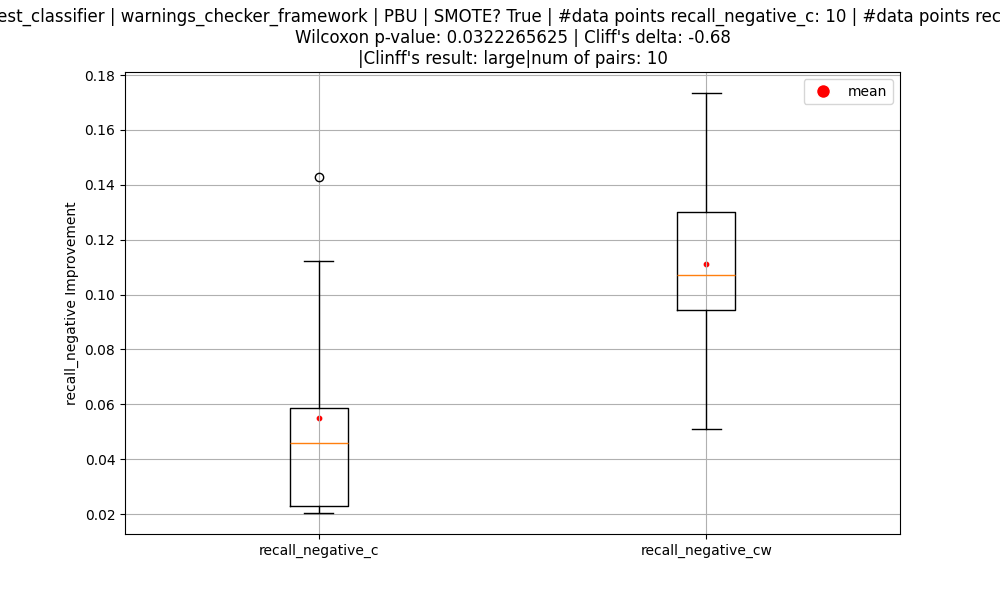 est_classifier | warnings_checker_framework | PBU | SMOTE? True | #data points recall_negative_c: 10 | #data points rec
Wilcoxon p-value: 0.0322265625 | Cliff's delta: -0.68
|Clinff's result: large|num of pairs: 10
mean
0.18
0.16
0.14
0.12
0.10
0.08
0.06
0.04
0.02
recall_negative Improvement
recall_negative_c
recall_negative_cw